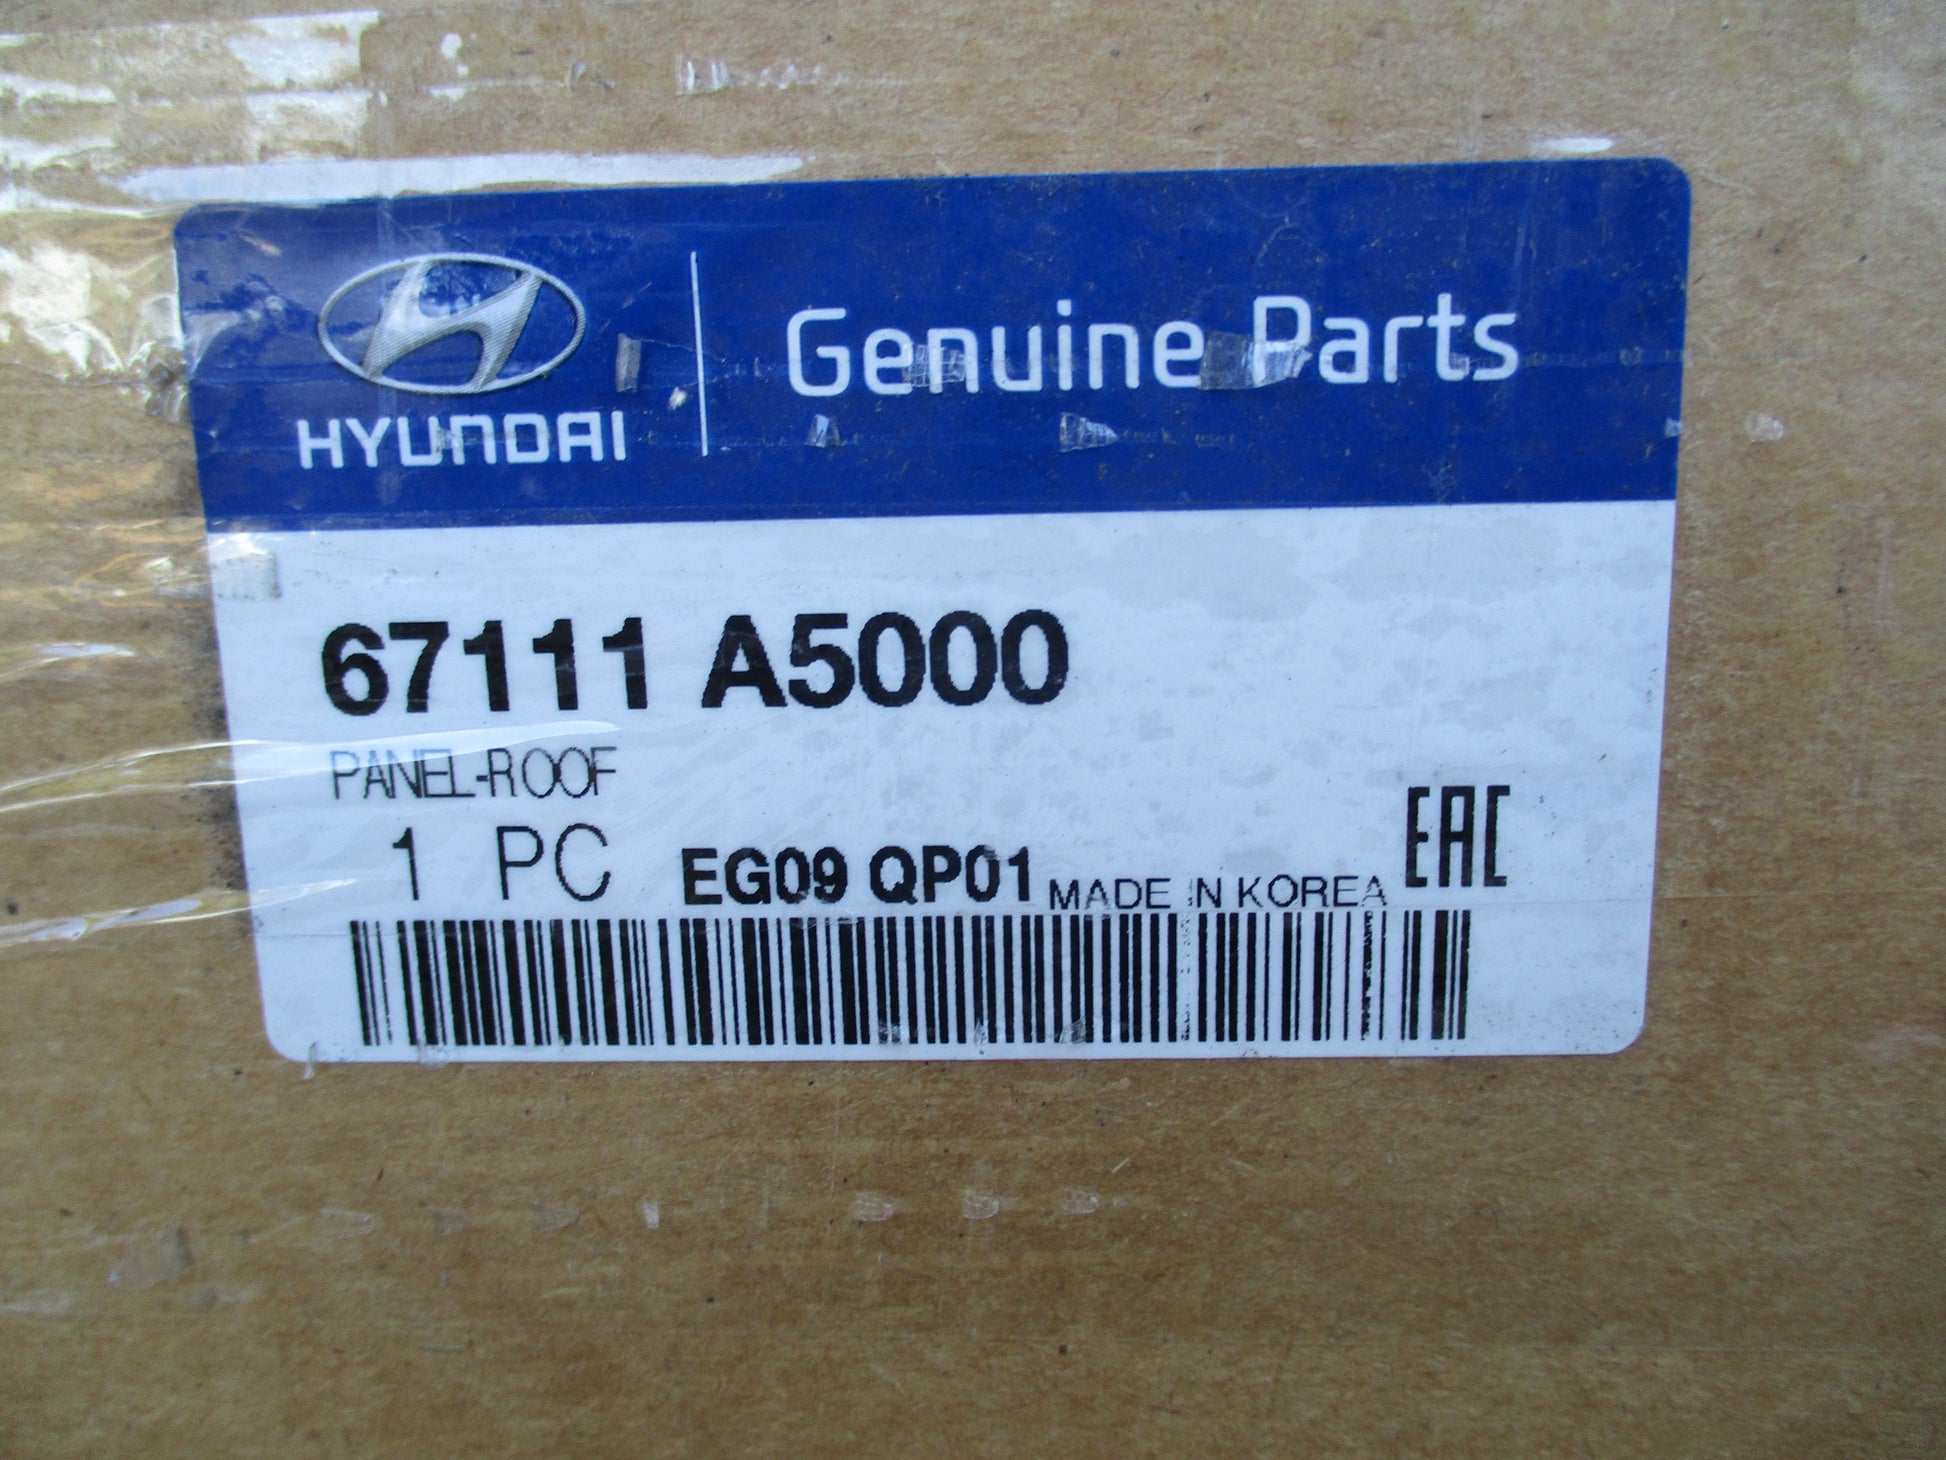 HYUNDAI
Genuine Parts
67111 A5000
PANEL-ROOF
1 PC EG09 QP01 MADE IN KOREA EAC